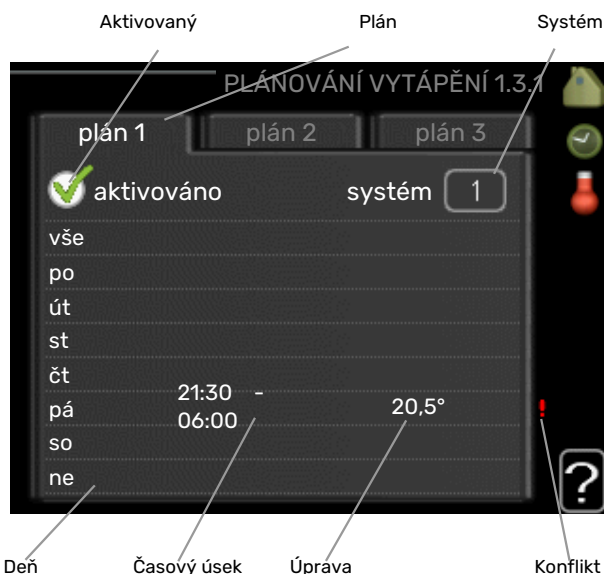 Aktivovaný Plán Systém
PLÁNOVÁNÍ VYTÁPĚNÍ 1.3.1
plán 1 plán 2 plán 3
aktivováno systém 1
vše
po
út
st
čt
pá 21:30 - 06:00 20,5° !
so
ne
?
Deň Časový úsek Úprava Konflikt